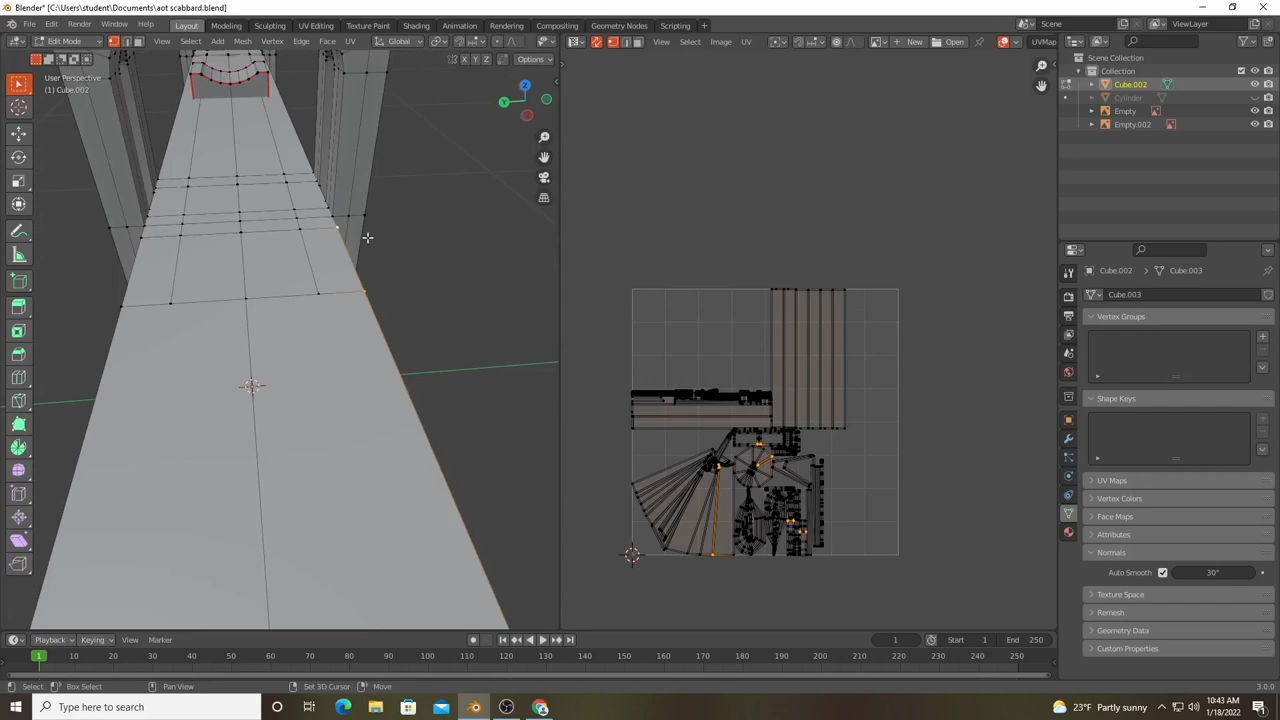 Blender* [C:\Users\student\Documents\aot scabbard.blend]
File Edit Render Window Help Layout Modeling Sculpting UV Editing Texture Paint Shading Animation Rendering Compositing Geometry Nodes Scripting + Scene ViewLayer
Edit Mode View Select Add Mesh Vertex Edge Face UV Global View Select Image UV New Open UVMap
X Y Z Options
User Perspective
(1) Cube.002
Z
Y
Scene Collection
Collection
Cube.002
Cylinder
Empty
Empty.002
Cube.002 > Cube.003
Cube.003
Vertex Groups
Shape Keys
UV Maps
Vertex Colors
Face Maps
Attributes
Normals
Auto Smooth 30°
Texture Space
Remesh
Geometry Data
Custom Properties
Playback Keying View Marker 1 Start 1 End 250
1 10 20 30 40 50 60 70 80 90 100 110 120 130 140 150 160 170 180 190 200 210 220 230 240 250
Select Box Select Pan View Set 3D Cursor Move 3.0.0
Type here to search 23°F Partly sunny 10:43 AM 1/18/2022